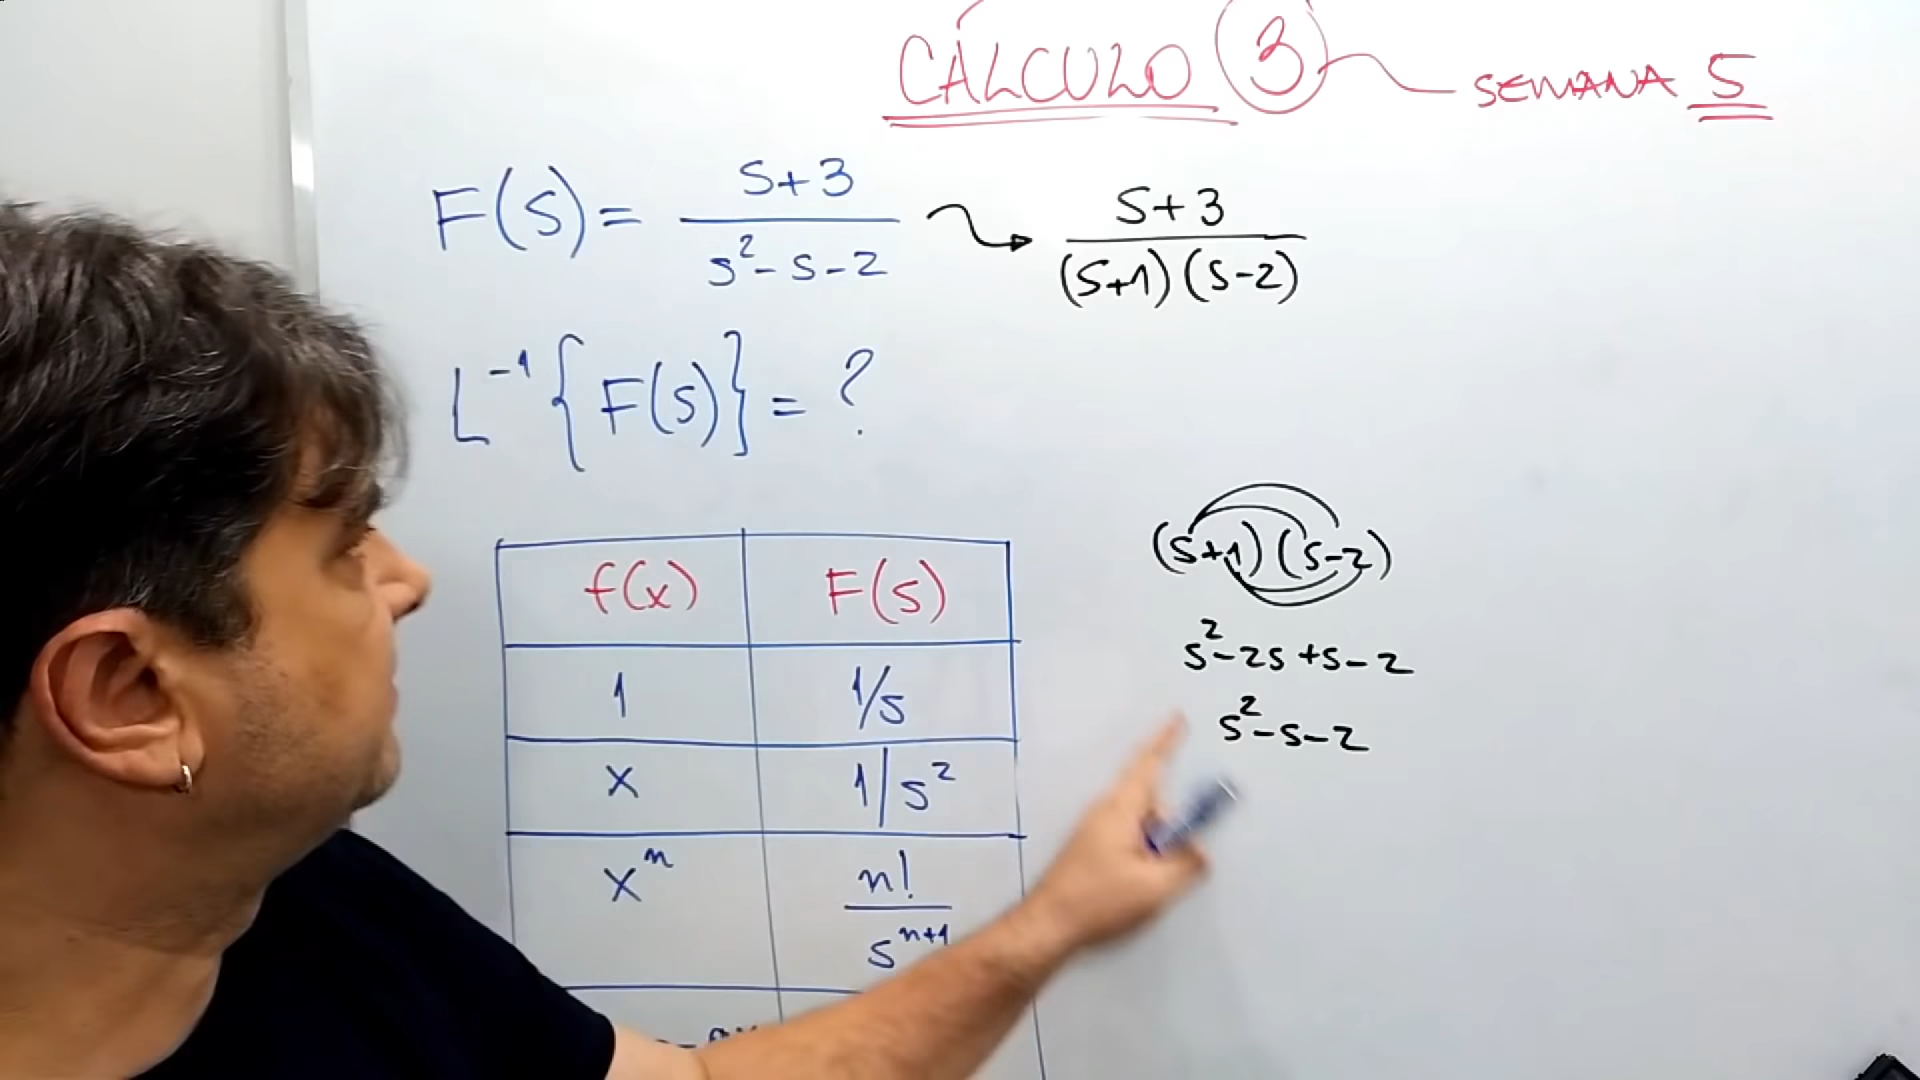 CÁLCULO 3 SEMANA 5
F(s) = s+3 / s²-s-2 → s+3 / (s+1)(s-2)
L⁻¹{F(s)} = ?
f(x) F(s)
1 1/s
x 1/s²
xⁿ n!/sⁿ⁺¹
(s+1)(s-2)
s²-2s+s-2
s²-s-2